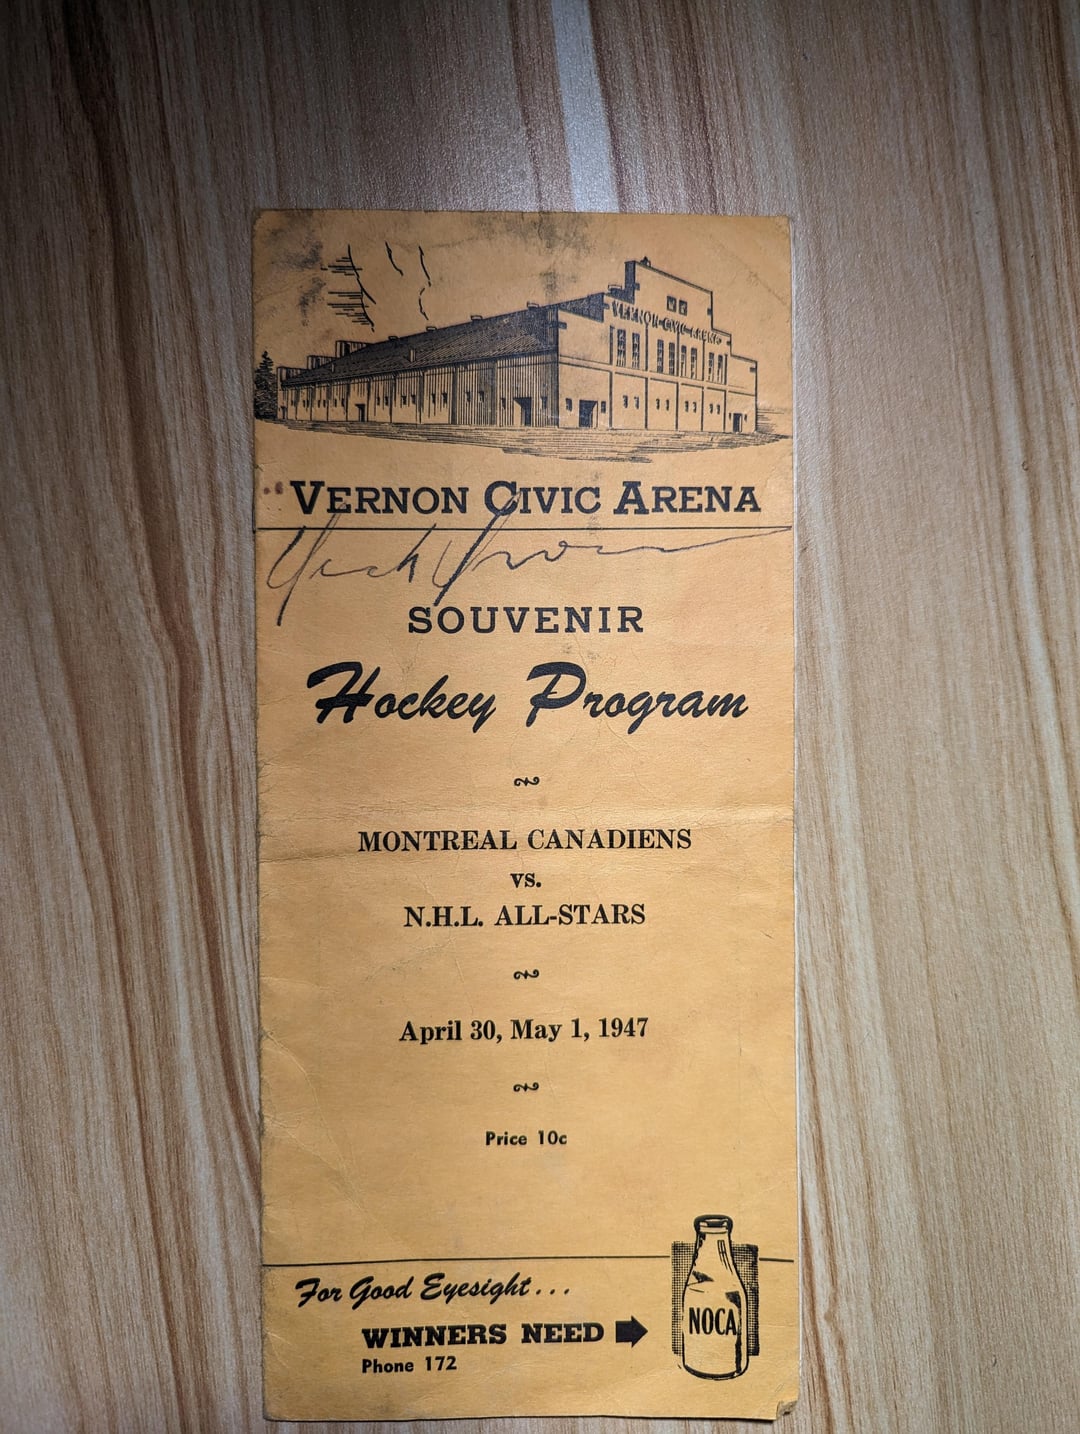 VERNON CIVIC ARENA
VERNON CIVIC ARENA
SOUVENIR
Hockey Program
MONTREAL CANADIENS
VS.
N.H.L. ALL-STARS
April 30, May 1, 1947
Price 10c
For Good Eyesight...
WINNERS NEED
Phone 172
NOCA